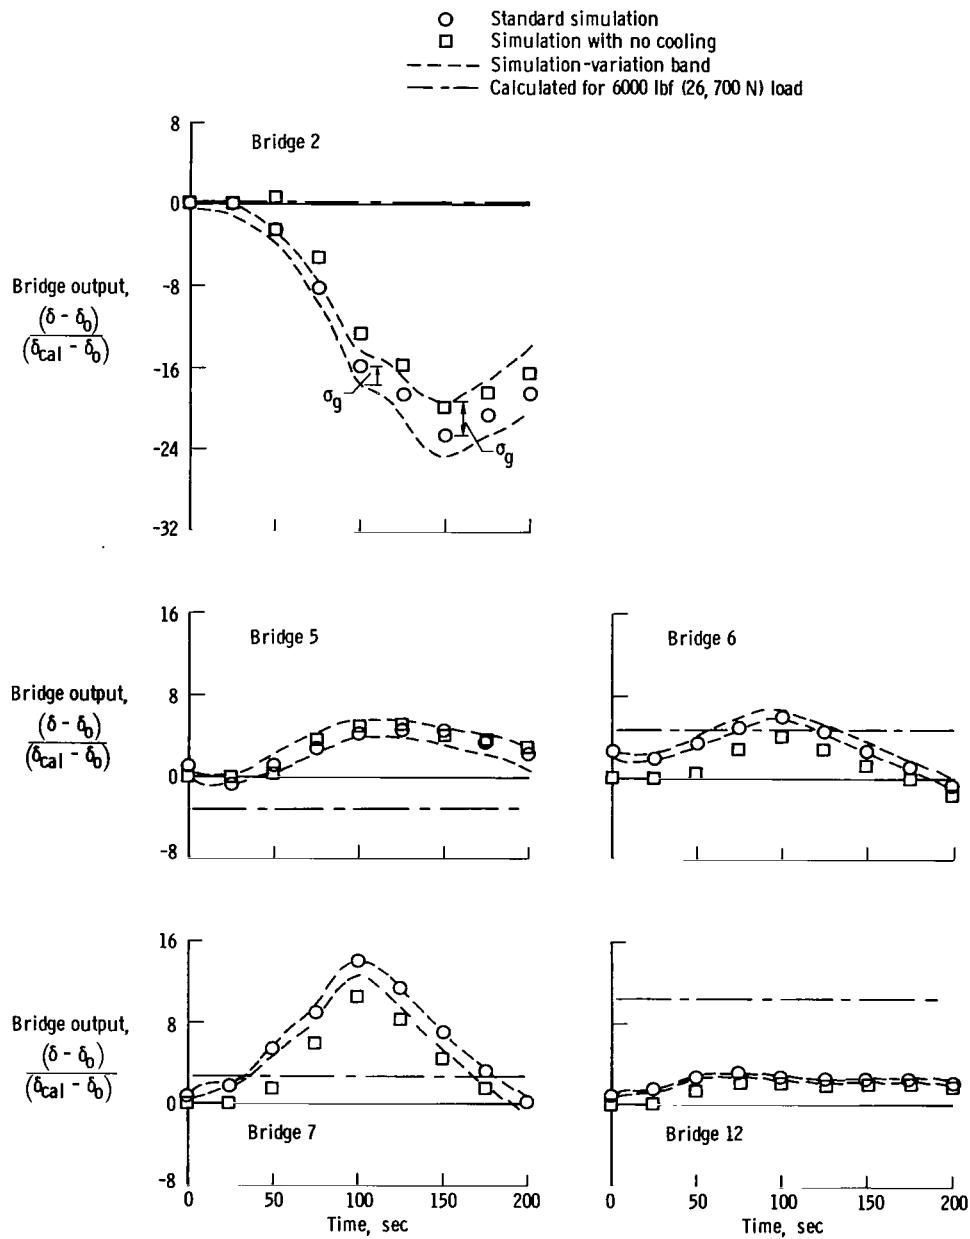 Standard simulation
Simulation with no cooling
Simulation-variation band
Calculated for 6000 lbf (26,700 N) load
8
Bridge 2
0
-8
Bridge output,
(δ - δ0)
(δcal - δ0)
-16
σg
-24
σg
-32
16
Bridge 5
Bridge 6
8
Bridge output,
(δ - δ0)
(δcal - δ0)
0
-8
16
8
Bridge output,
(δ - δ0)
(δcal - δ0)
0
Bridge 7
Bridge 12
-8
0 50 100 150 200
0 50 100 150 200
Time, sec
Time, sec